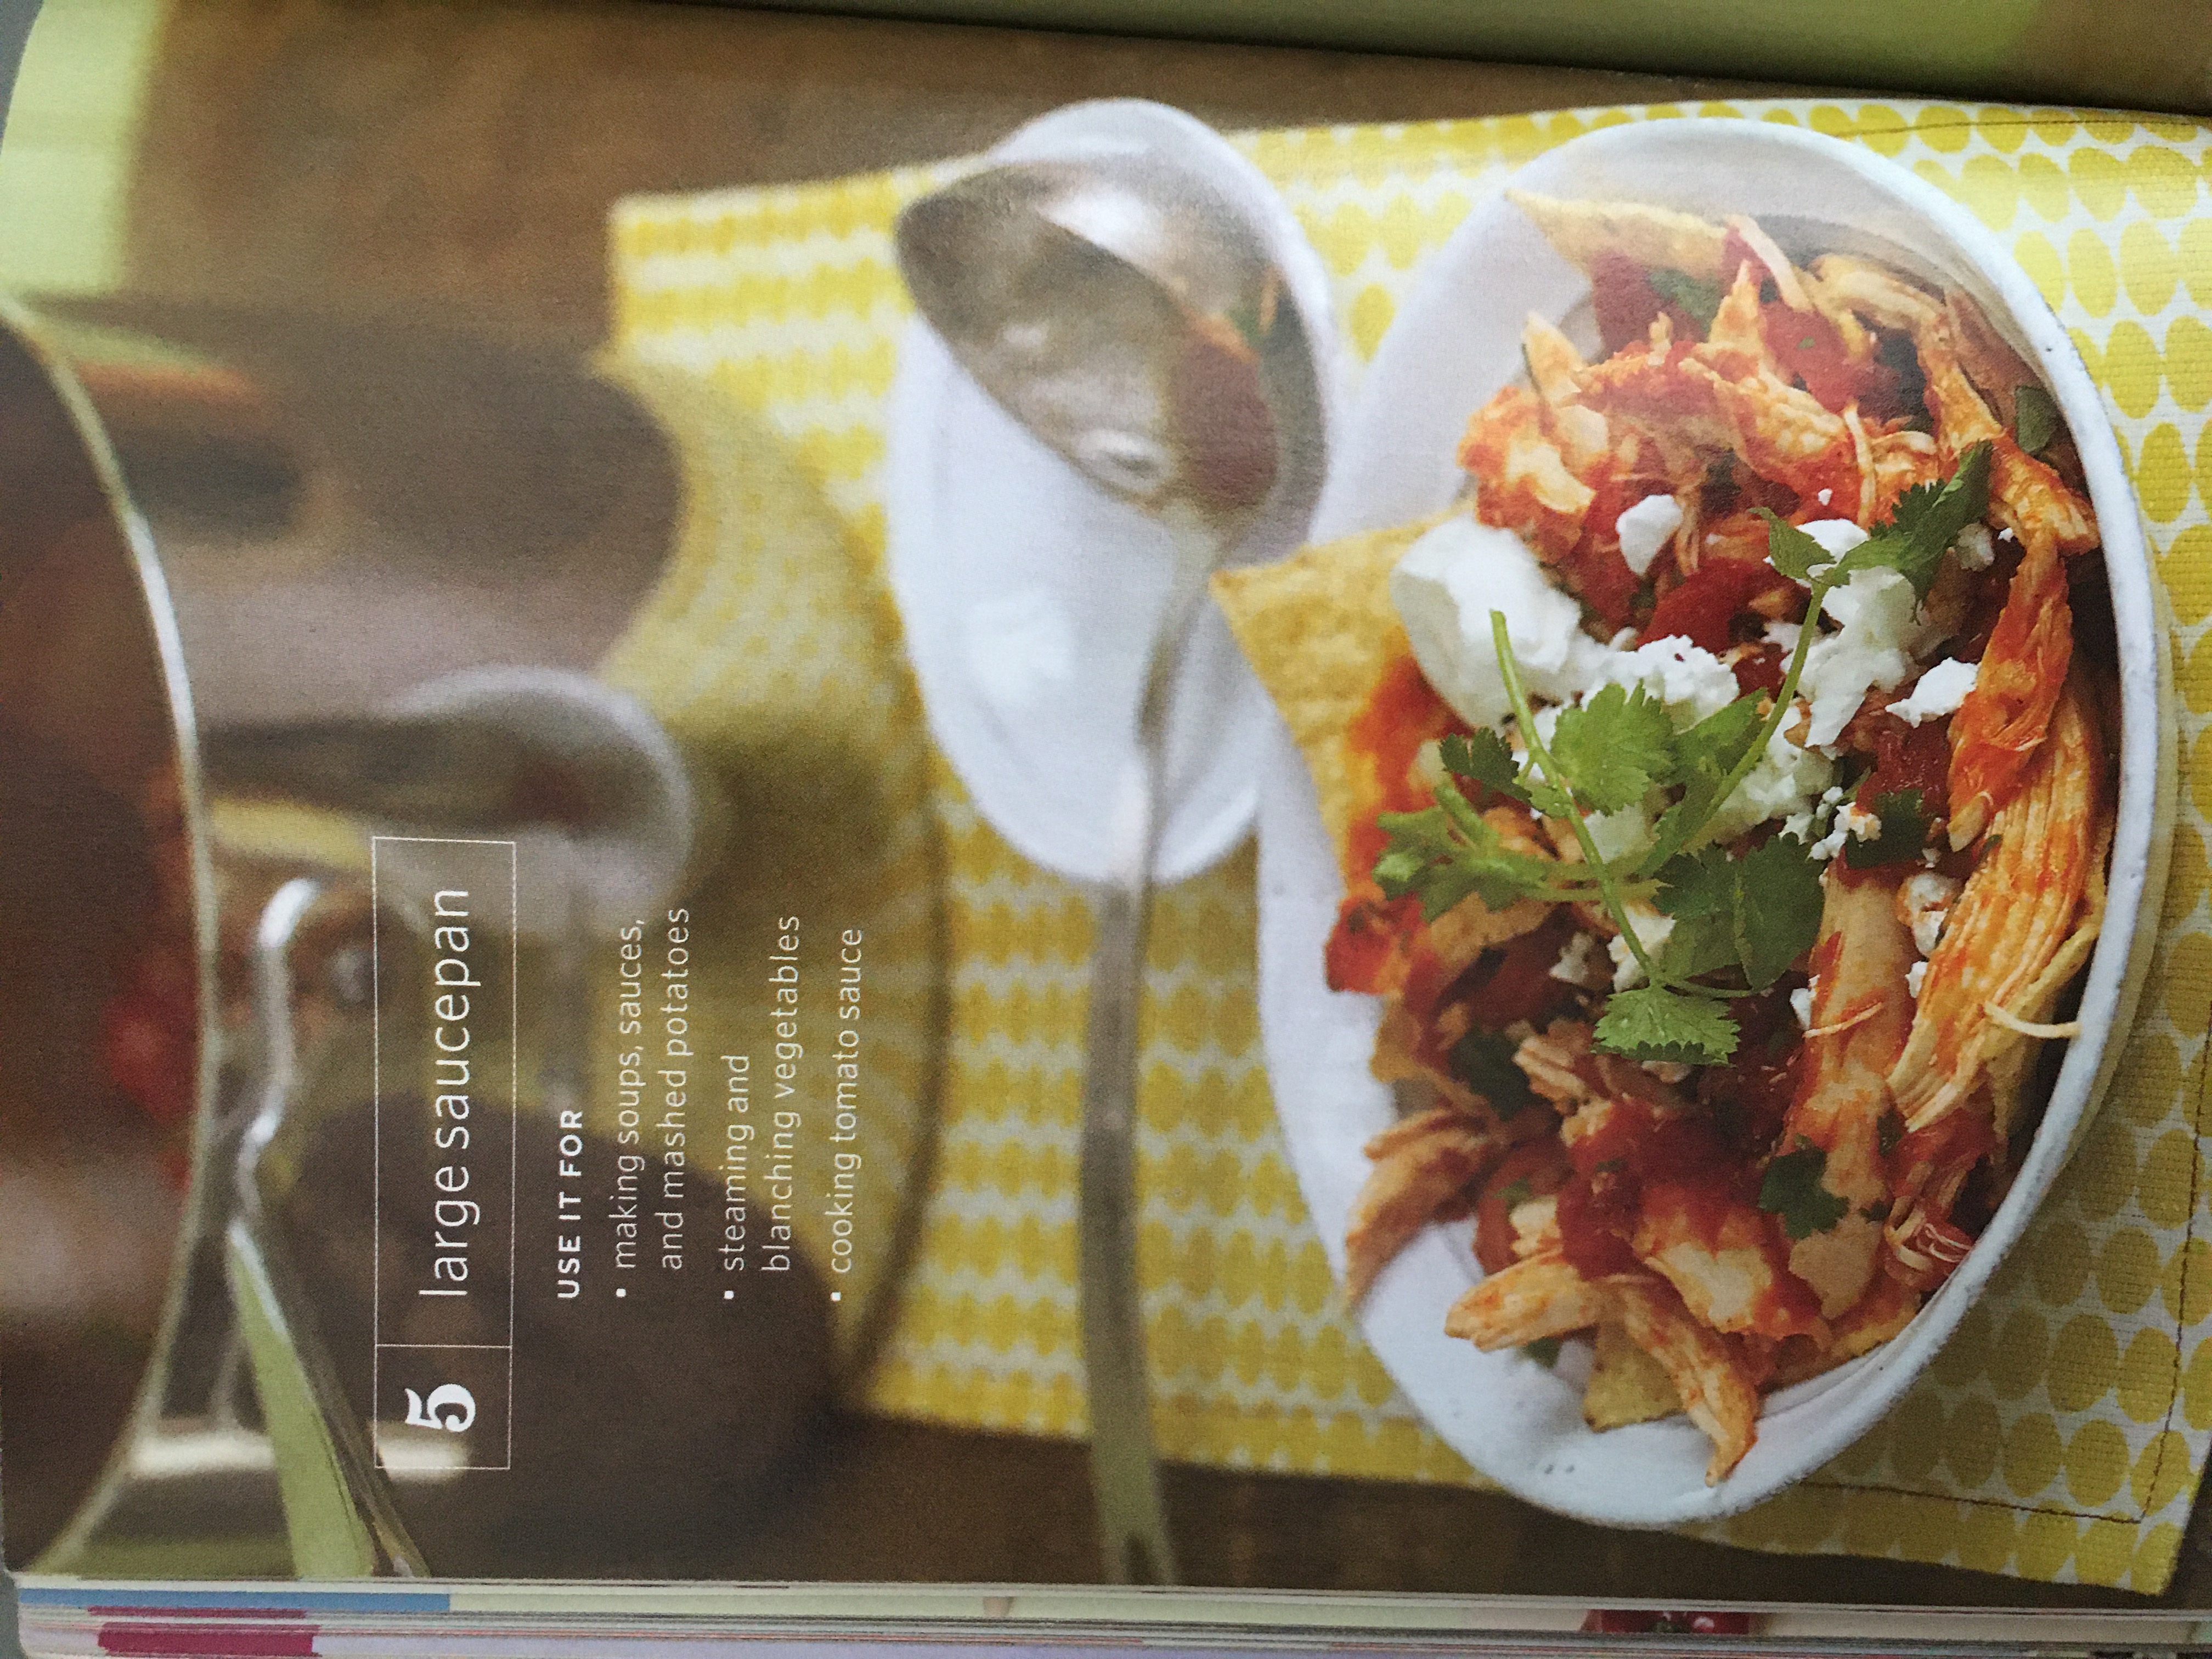 5 large saucepan
USE IT FOR
• making soups, sauces,
and mashed potatoes
• steaming and
blanching vegetables
• cooking tomato sauce